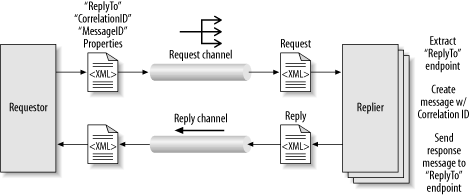 “ReplyTo”
“CorrelationID”
“MessageID”
Properties
Request channel
Request
<XML>
<XML>
Requestor
Replier
Reply channel
Reply
<XML>
<XML>
Extract
“ReplyTo”
endpoint
Create
message w/
Correlation ID
Send
response
message to
“ReplyTo”
endpoint